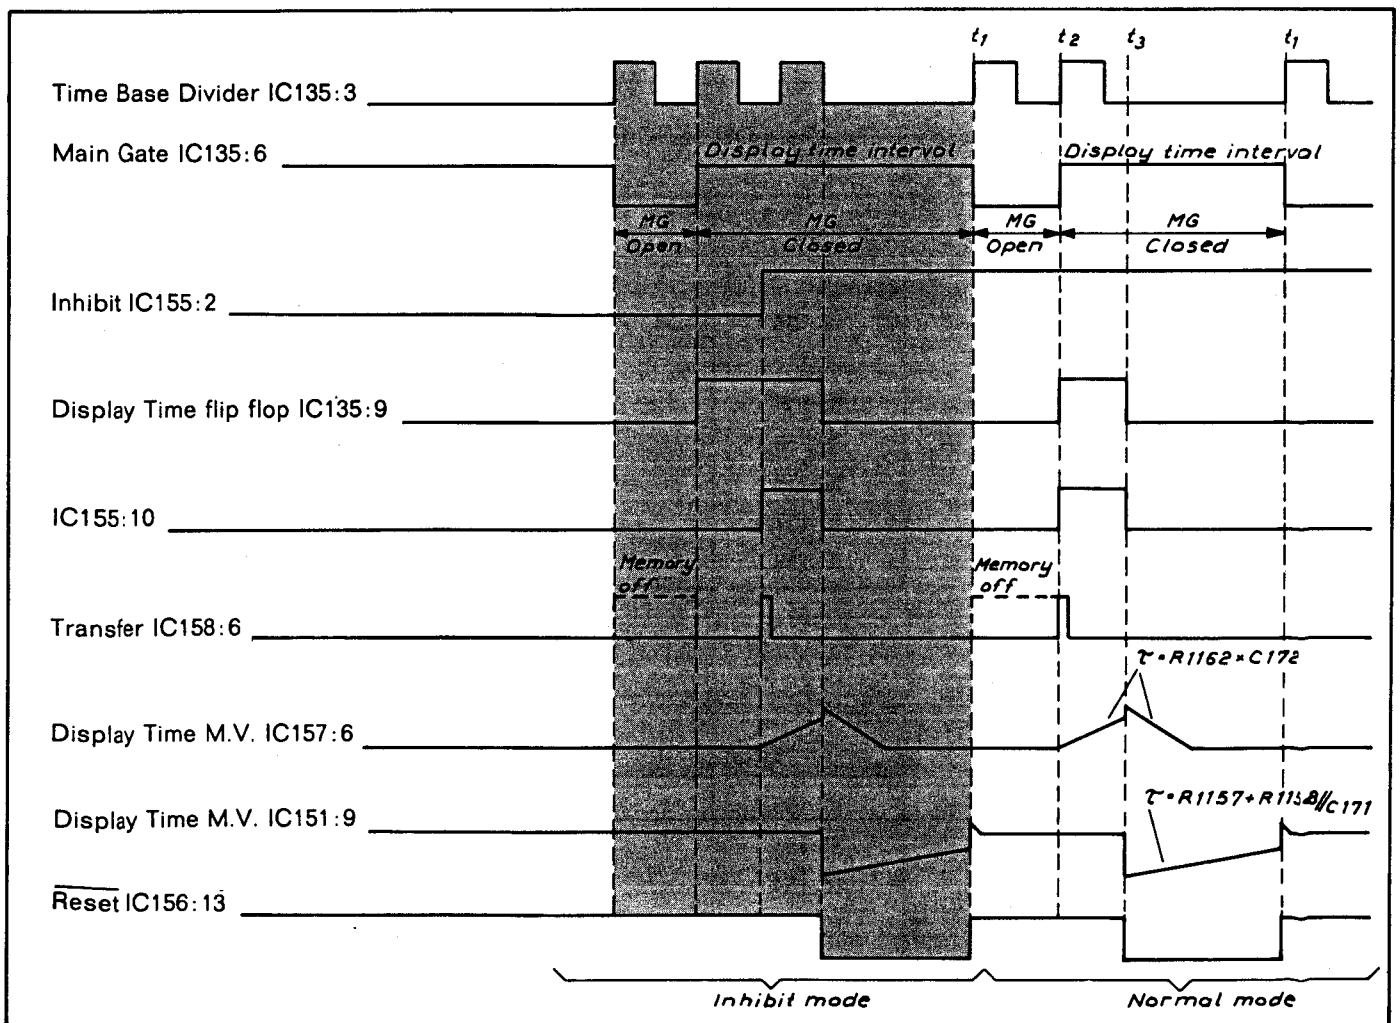 t1 t2 t3 t1
Time Base Divider IC135:3
Main Gate IC135:6
Display time interval
Display time interval
MG
Open
MG
Closed
MG
Open
MG
Closed
Inhibit IC155:2
Display Time flip flop IC135:9
IC155:10
Memory
off
Memory
off
Transfer IC158:6
τ=R1162×C172
Display Time M.V. IC157:6
τ=R1157+R1158//C171
Display Time M.V. IC151:9
Reset IC156:13
Inhibit mode
Normal mode